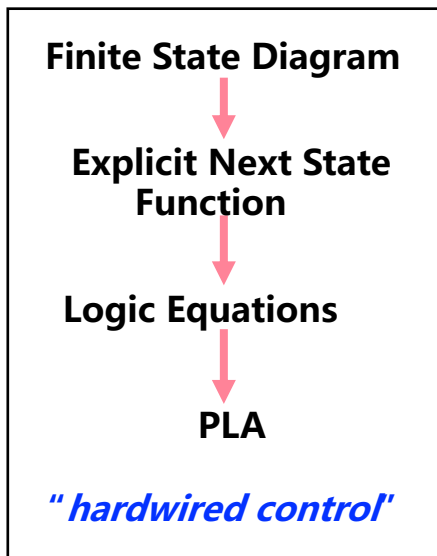 Finite State Diagram
Explicit Next State
Function
Logic Equations
PLA
“hardwired control”